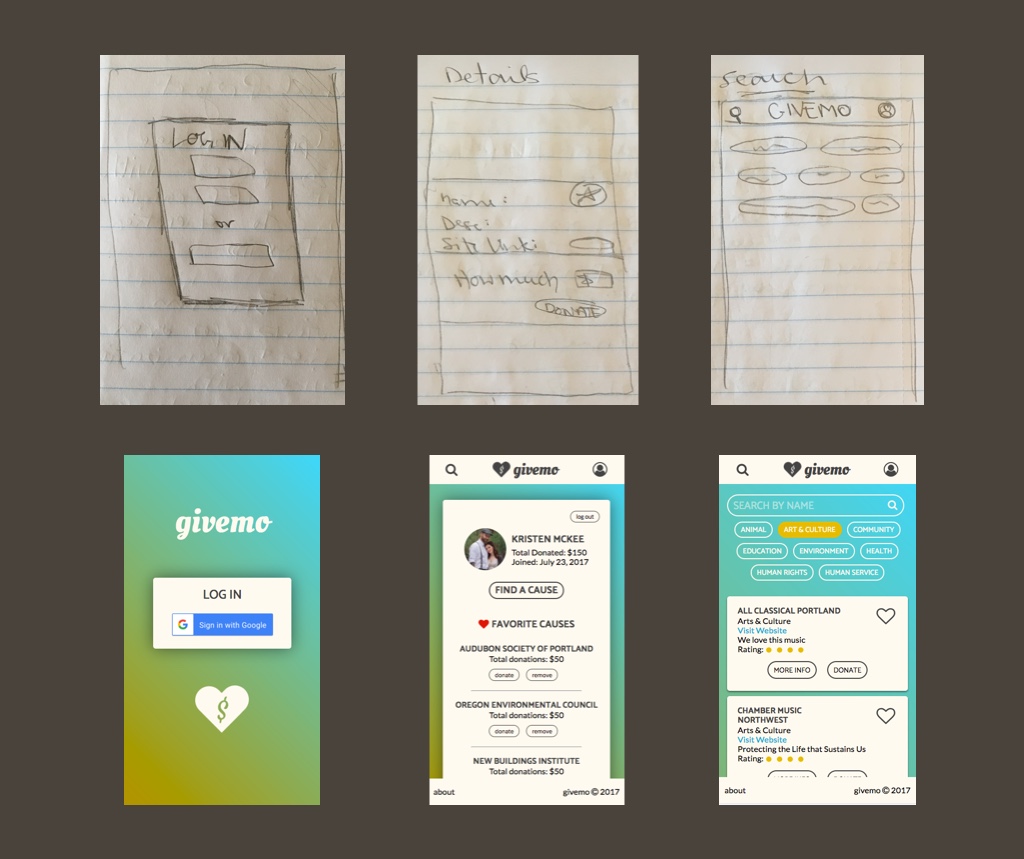 LOG IN
or
Details
Name:
Desc:
Site
How much $
DONATE
Search
GIVEMO
givemo
LOG IN
G Sign in with Google
$
$ givemo
log out
KRISTEN MCKEE
Total Donated: $150
Joined: July 23, 2017
FIND A CAUSE
FAVORITE CAUSES
AUDUBON SOCIETY OF PORTLAND
Total donations: $50
donate remove
OREGON ENVIRONMENTAL COUNCIL
Total donations: $50
donate remove
NEW BUILDINGS INSTITUTE
Total donations: $50
about givemo © 2017
$ givemo
SEARCH BY NAME
ANIMAL ART & CULTURE COMMUNITY
EDUCATION ENVIRONMENT HEALTH
HUMAN RIGHTS HUMAN SERVICE
ALL CLASSICAL PORTLAND
Arts & Culture
Visit Website
We love this music
Rating:
MORE INFO DONATE
CHAMBER MUSIC
NORTHWEST
Arts & Culture
Visit Website
Protecting the Life that Sustains Us
Rating:
about givemo © 2017